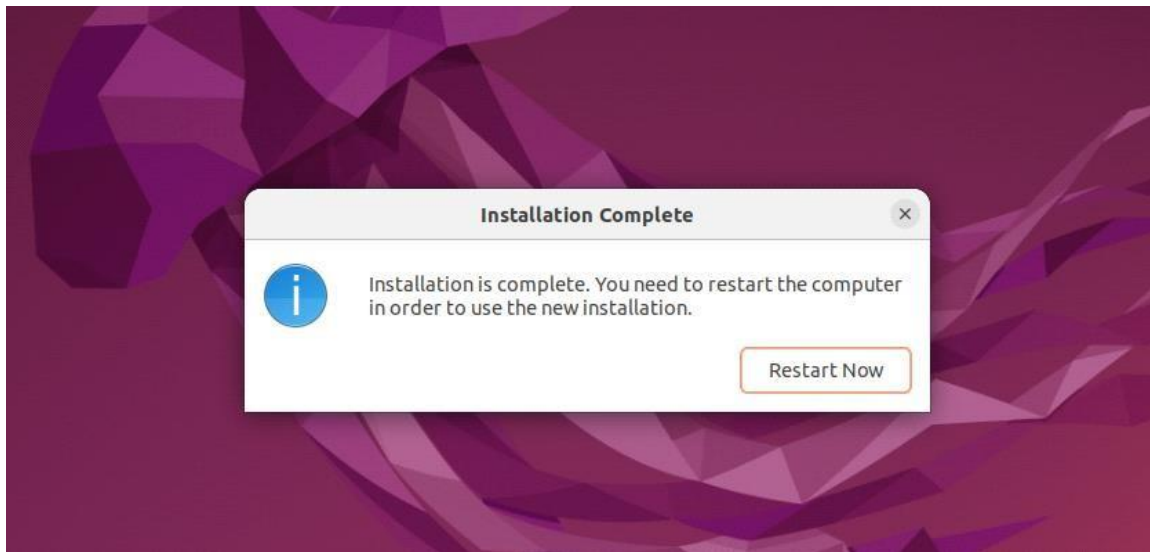 Installation Complete
Installation is complete. You need to restart the computer
in order to use the new installation.
Restart Now